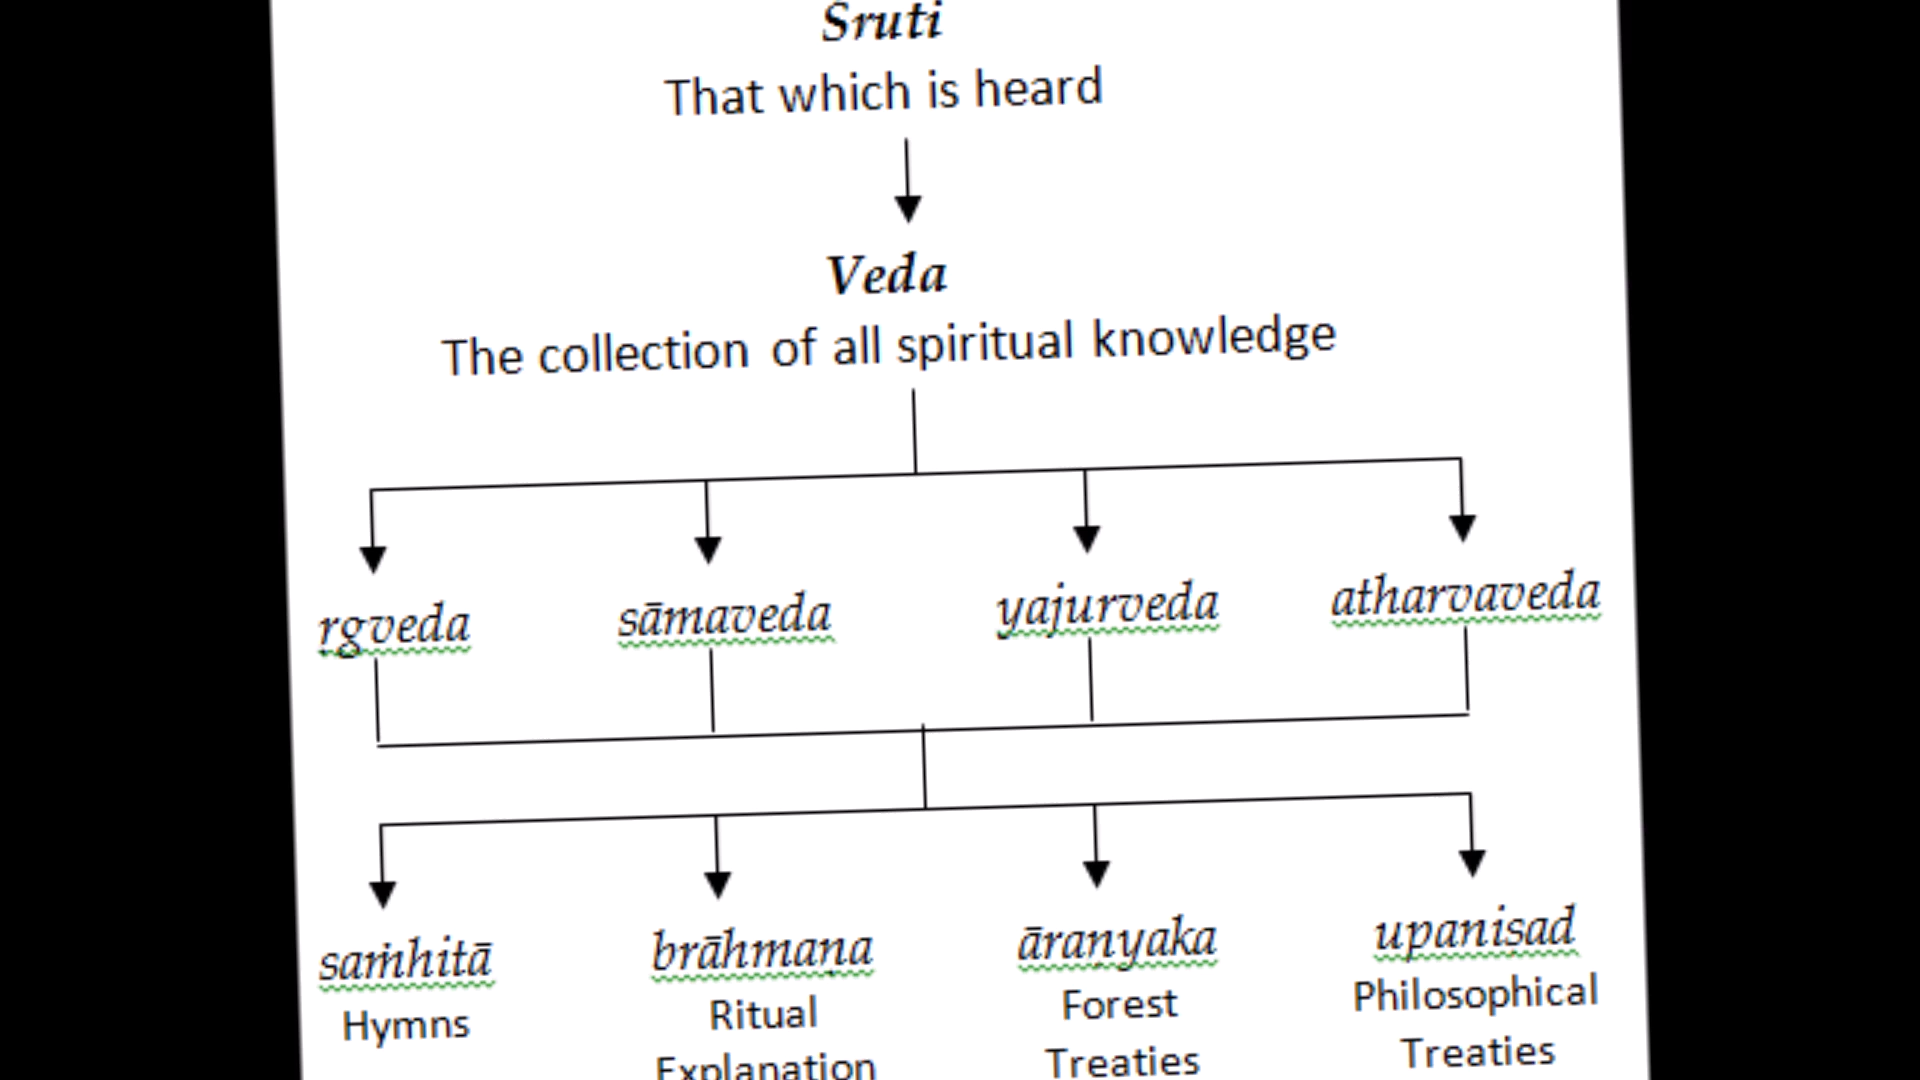 Sruti
That which is heard
Veda
The collection of all spiritual knowledge
rgveda sāmaveda yajurveda atharvaveda
saṁhitā brāhmaṇa āranyaka upanisad
Hymns Ritual Forest Philosophical
Explanation Treaties Treaties